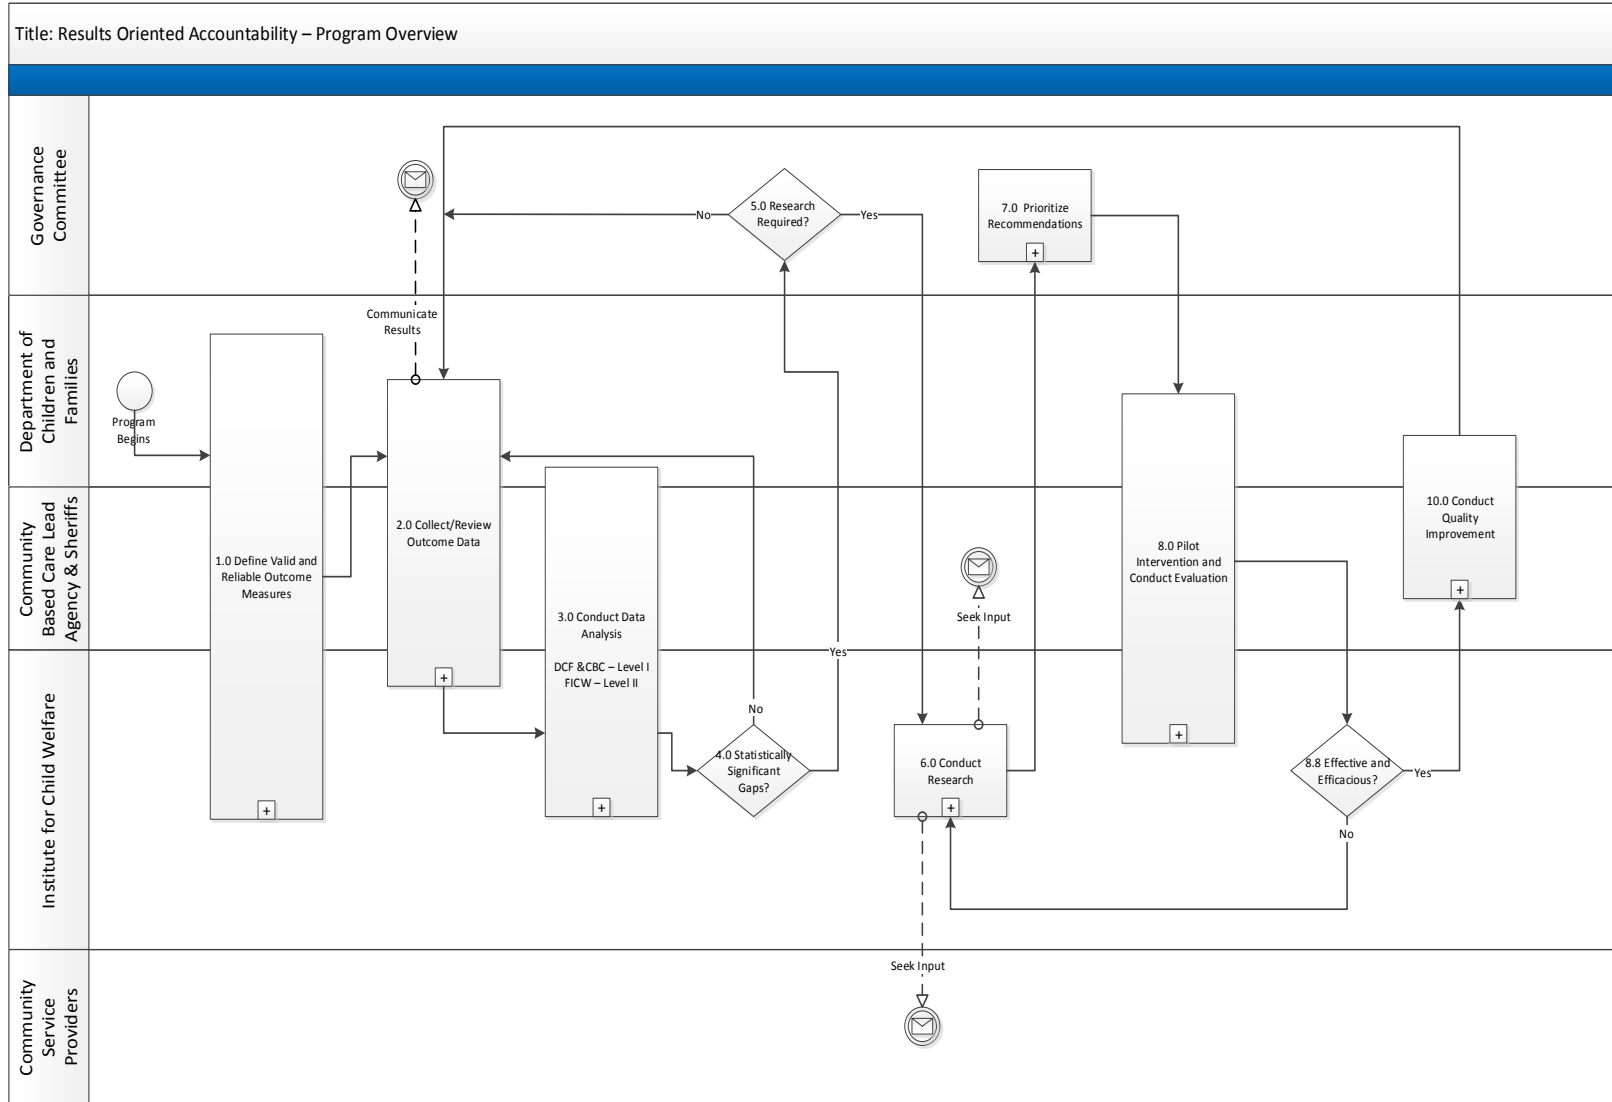 Title: Results Oriented Accountability – Program Overview
Governance
Committee
5.0 Research
Required?
No
Yes
7.0 Prioritize
Recommendations
+
Department of
Children and
Families
Communicate
Results
Program
Begins
Community
Based Care Lead
Agency & Sheriffs
1.0 Define Valid and
Reliable Outcome
Measures
+
2.0 Collect/Review
Outcome Data
+
3.0 Conduct Data
Analysis
DCF &CBC – Level I
FICW – Level II
+
Seek Input
8.0 Pilot
Intervention and
Conduct Evaluation
+
10.0 Conduct
Quality
Improvement
+
Institute for Child Welfare
Yes
No
4.0 Statistically
Significant
Gaps?
6.0 Conduct
Research
+
8.8 Effective and
Efficacious?
Yes
No
Community
Service
Providers
Seek Input